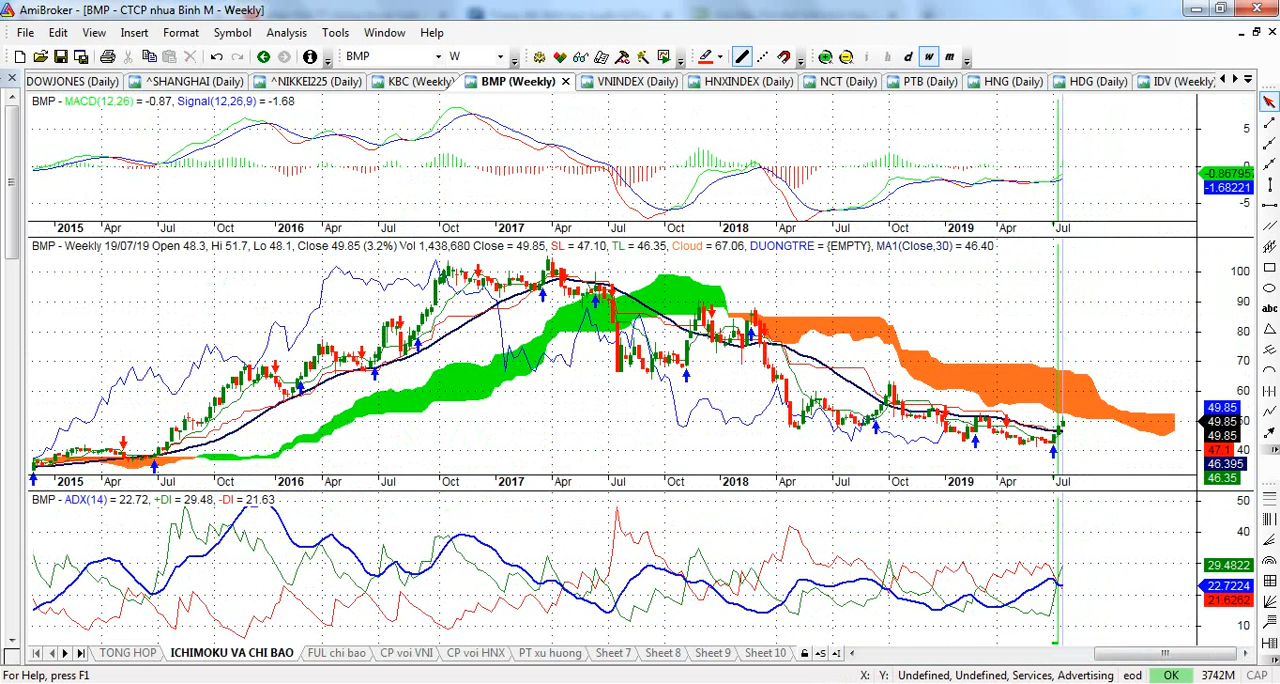 AmiBroker - [BMP - CTCP nhua Binh M - Weekly]
File Edit View Insert Format Symbol Analysis Tools Window Help
BMP W i h d w m
DOWJONES (Daily) ^SHANGHAI (Daily) ^NIKKEI225 (Daily) KBC (Weekly) BMP (Weekly) VNINDEX (Daily) HNXINDEX (Daily) NCT (Daily) PTB (Daily) HNG (Daily) HDG (Daily) IDV (Weekly)
BMP - MACD(12,26) = -0.87, Signal(12,26,9) = -1.68
5
0
-0.86795
-1.68221
-5
2015 Apr Jul Oct 2016 Apr Jul Oct 2017 Apr Jul Oct 2018 Apr Jul Oct 2019 Apr Jul
BMP - Weekly 19/07/19 Open 48.3, Hi 51.7, Lo 48.1, Close 49.85 (3.2%) Vol 1,438,680 Close = 49.85, SL = 47.10, TL = 46.35, Cloud = 67.06, DUONGTRE = {EMPTY}, MA1(Close,30) = 46.40
100
90
80
70
60
49.85
49.85
49.85
47.1
40
46.395
46.35
2015 Apr Jul Oct 2016 Apr Jul Oct 2017 Apr Jul Oct 2018 Apr Jul Oct 2019 Apr Jul
BMP - ADX(14) = 22.72, +DI = 29.48, -DI = 21.63
50
40
29.4822
22.7224
21.6262
10
TONG HOP ICHIMOKU VA CHI BAO FUL chi bao CP voi VNI CP voi HNX PT xu huong Sheet 7 Sheet 8 Sheet 9 Sheet 10
For Help, press F1 X: Y: Undefined, Undefined, Services, Advertising eod OK 3742M CAP
abc